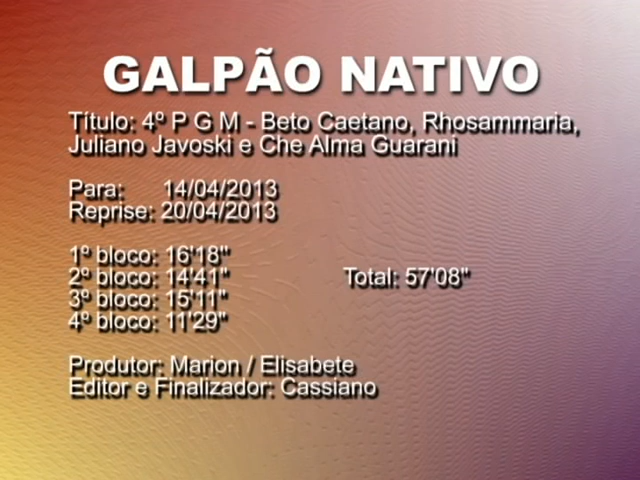 GALPÃO NATIVO
Título: 4º P G M - Beto Caetano, Rhosammaria,
Juliano Javoski e Che Alma Guarani
Para: 14/04/2013
Reprise: 20/04/2013
1º bloco: 16'18"
2º bloco: 14'41" Total: 57'08"
3º bloco: 15'11"
4º bloco: 11'29"
Produtor: Marion / Elisabete
Editor e Finalizador: Cassiano